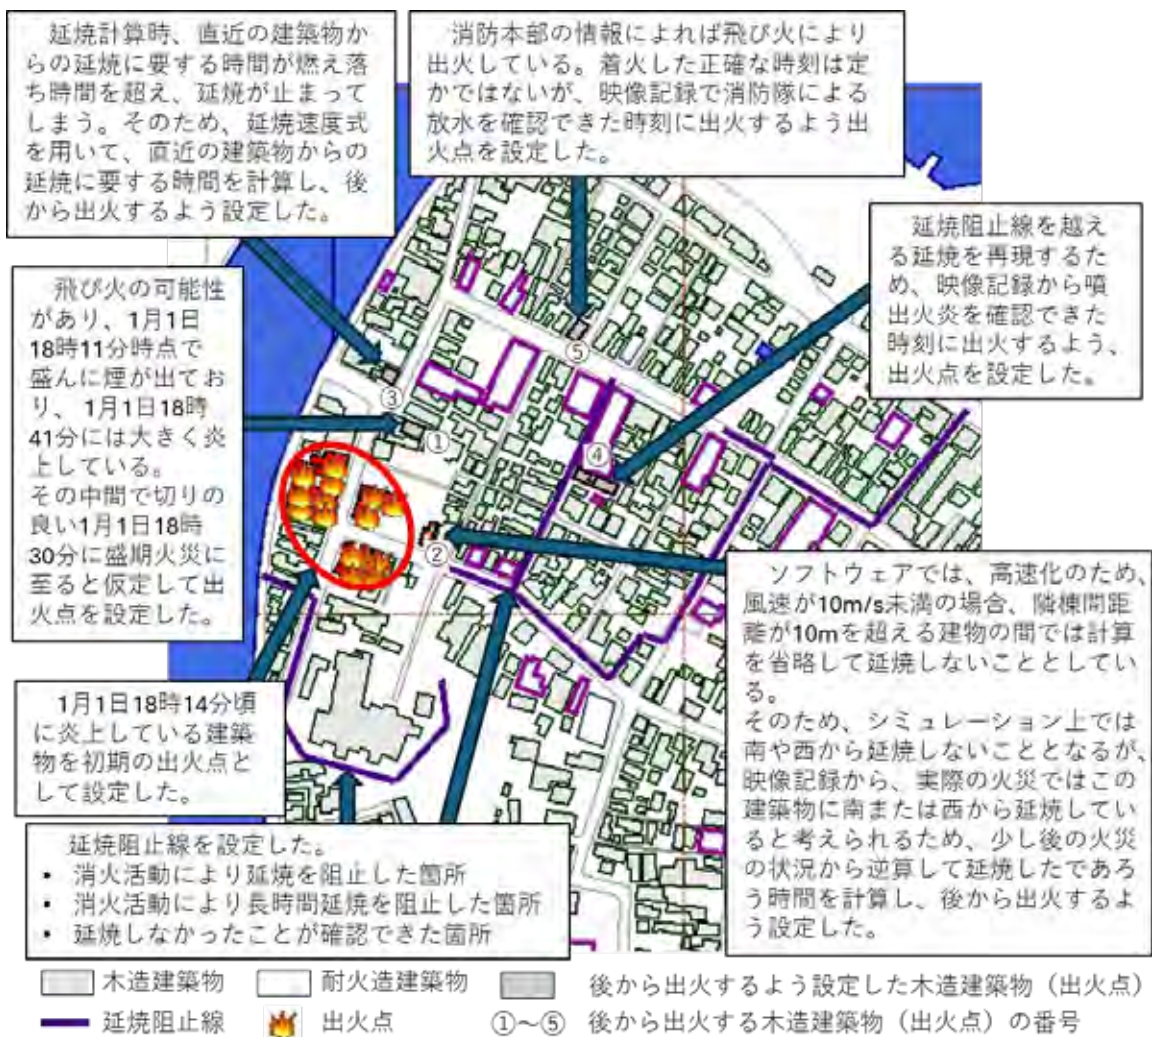 延焼計算時、直近の建築物か
らの延焼に要する時間が燃え落
ち時間を超え、延焼が止まって
しまう。そのため、延焼速度式
を用いて、直近の建築物からの
延焼に要する時間を計算し、後
から出火するよう設定した。
消防本部の情報によれば飛び火により
出火している。着火した正確な時刻は定
かではないが、映像記録で消防隊による
放水を確認できた時刻に出火するよう出
火点を設定した。
延焼阻止線を越え
る延焼を再現するた
め、映像記録から噴
出火炎を確認できた
時刻に出火するよう、
出火点を設定した。
飛び火の可能性
があり、1月1日
18時11分時点で
盛んに煙が出てお
り、1月1日18時
41分には大きく炎
上している。
その中間で切りの
良い1月1日18時
30分に盛期火災に
至ると仮定して出
火点を設定した。
⑤
③
①
④
②
ソフトウェアでは、高速化のため、
風速が10m/s未満の場合、隣棟間距
離が10mを超える建物の間では計算
を省略して延焼しないこととしてい
る。
そのため、シミュレーション上では
南や西から延焼しないこととなるが、
映像記録から、実際の火災ではこの
建築物に南または西から延焼してい
ると考えられるため、少し後の火災
の状況から逆算して延焼したであろ
う時間を計算し、後から出火するよ
う設定した。
1月1日18時14分頃
に炎上している建築
物を初期の出火点と
して設定した。
延焼阻止線を設定した。
• 消火活動により延焼を阻止した箇所
• 消火活動により長時間延焼を阻止した箇所
• 延焼しなかったことが確認できた箇所
木造建築物 耐火造建築物 後から出火するよう設定した木造建築物（出火点）
延焼阻止線 出火点 ①～⑤ 後から出火する木造建築物（出火点）の番号